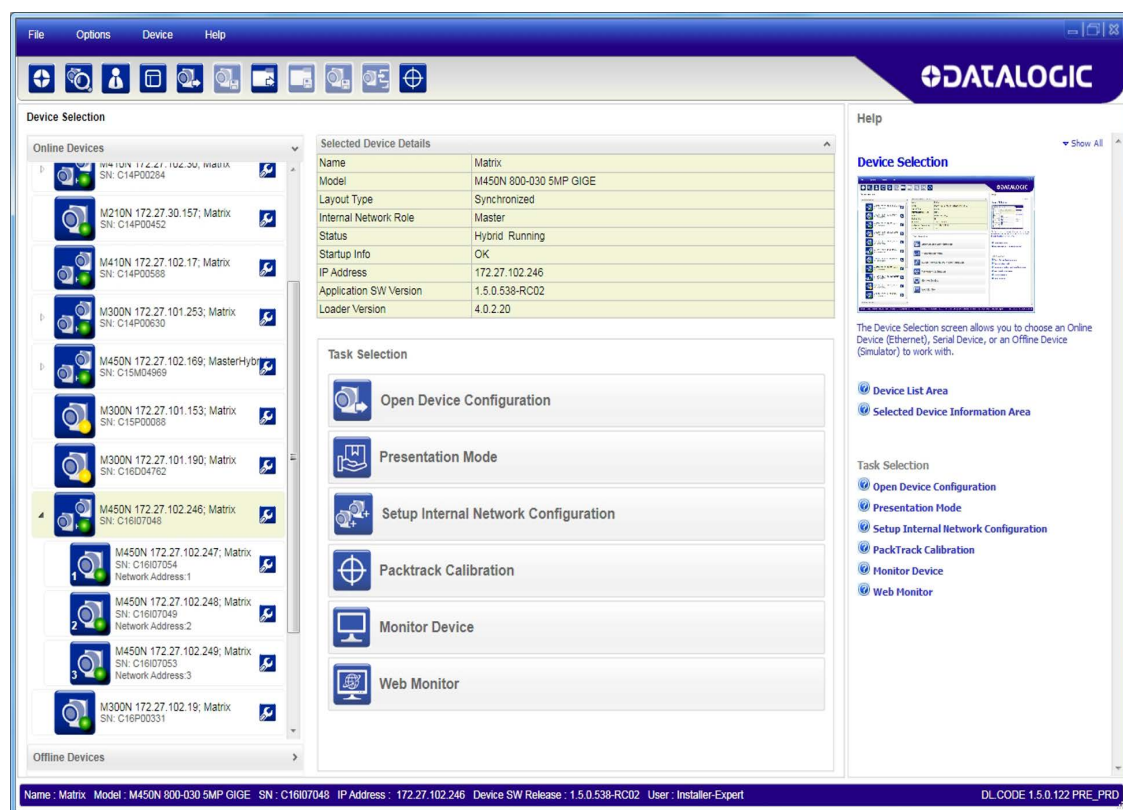 File Options Device Help
DATALOGIC
Device Selection
Online Devices
M410N 172.27.102.30; Matrix
SN: C14P00284
M210N 172.27.30.157; Matrix
SN: C14P00452
M410N 172.27.102.17; Matrix
SN: C14P00588
M300N 172.27.101.253; Matrix
SN: C14P00630
M450N 172.27.102.169; MasterHybr
SN: C15M04969
M300N 172.27.101.153; Matrix
SN: C15P00088
M300N 172.27.101.190; Matrix
SN: C16D04762
M450N 172.27.102.246; Matrix
SN: C16I07048
M450N 172.27.102.247; Matrix
SN: C16I07054
1 Network Address:1
M450N 172.27.102.248; Matrix
SN: C16I07049
2 Network Address:2
M450N 172.27.102.249; Matrix
SN: C16I07053
3 Network Address:3
M300N 172.27.102.19; Matrix
SN: C16P00331
Offline Devices
Selected Device Details
Name Matrix
Model M450N 800-030 5MP GIGE
Layout Type Synchronized
Internal Network Role Master
Status Hybrid Running
Startup Info OK
IP Address 172.27.102.246
Application SW Version 1.5.0.538-RC02
Loader Version 4.0.2.20
Task Selection
Open Device Configuration
Presentation Mode
Setup Internal Network Configuration
Packtrack Calibration
Monitor Device
Web Monitor
Help
Show All
Device Selection
DATALOGIC
The Device Selection screen allows you to choose an Online
Device (Ethernet), Serial Device, or an Offline Device
(Simulator) to work with.
Device List Area
Selected Device Information Area
Task Selection
Open Device Configuration
Presentation Mode
Setup Internal Network Configuration
PackTrack Calibration
Monitor Device
Web Monitor
Name : Matrix Model : M450N 800-030 5MP GIGE SN : C16I07048 IP Address : 172.27.102.246 Device SW Release : 1.5.0.538-RC02 User : Installer-Expert DL.CODE 1.5.0.122 PRE_PRD